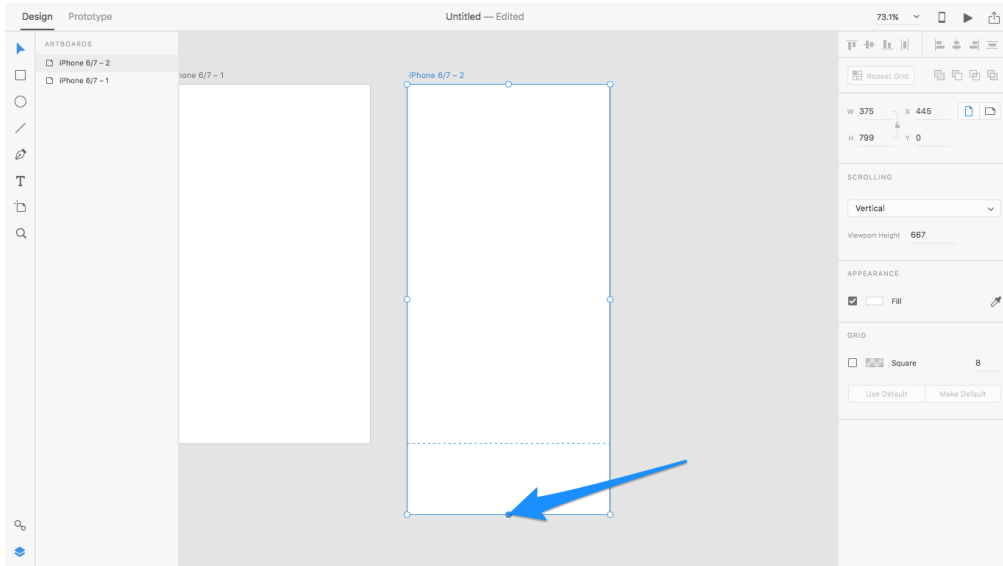 Design Prototype Untitled — Edited 73.1%
ARTBOARDS
iPhone 6/7 – 2
iPhone 6/7 – 1
hone 6/7 – 1
iPhone 6/7 – 2
T
Repeat Grid
W 375 X 445
H 799 Y 0
SCROLLING
Vertical
Viewport Height 667
APPEARANCE
Fill
GRID
Square 8
Use Default Make Default